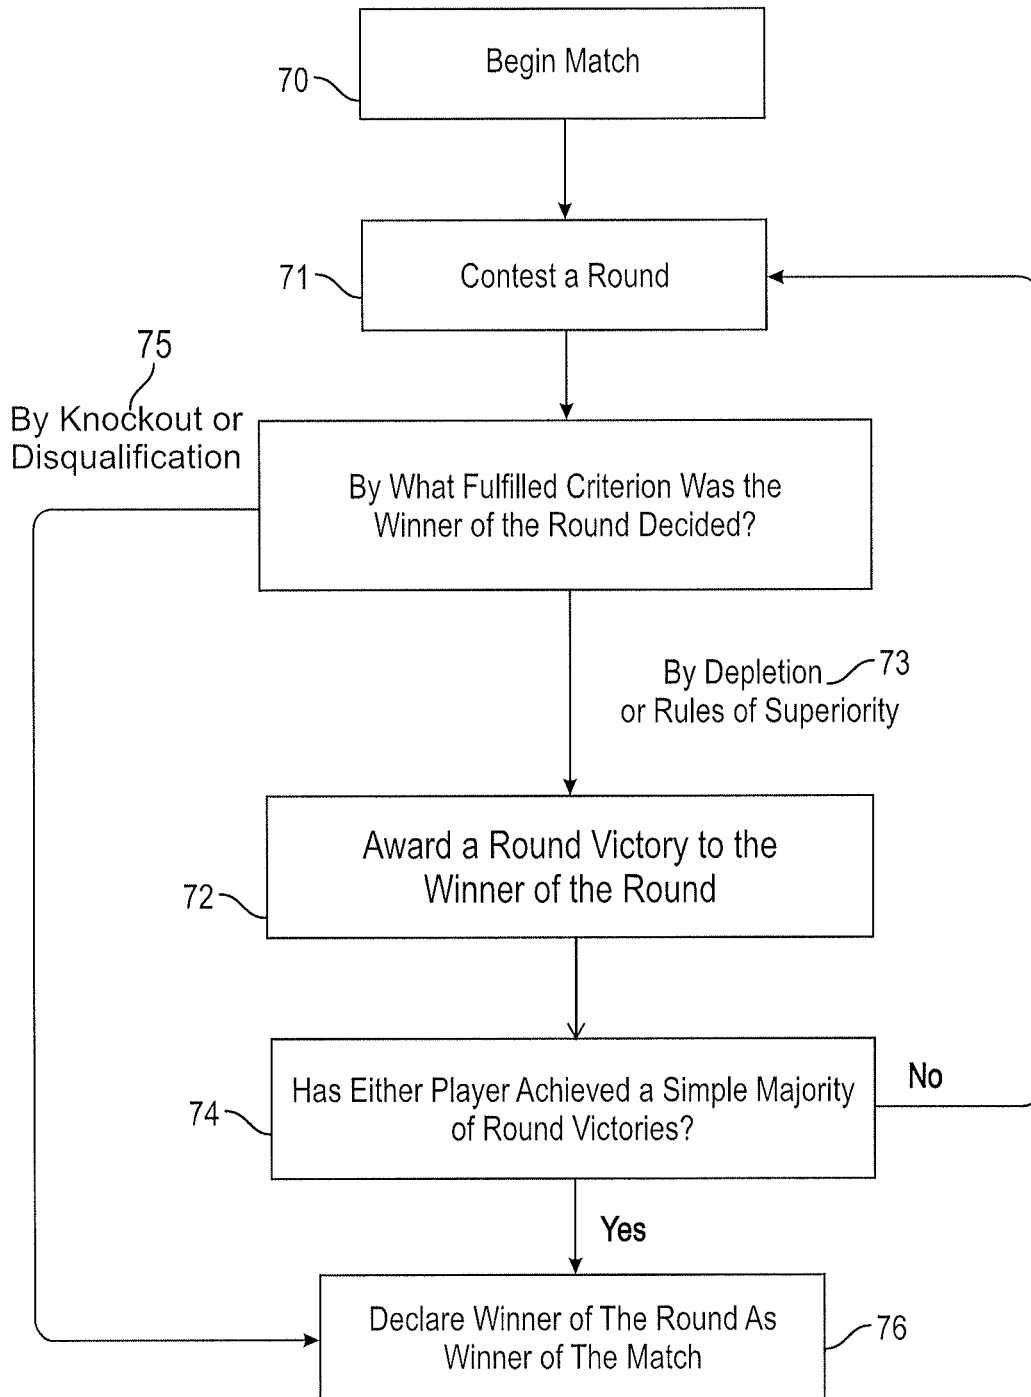 Begin Match
70
Contest a Round
71
75
By Knockout or
Disqualification
By What Fulfilled Criterion Was the
Winner of the Round Decided?
By Depletion 73
or Rules of Superiority
Award a Round Victory to the
Winner of the Round
72
Has Either Player Achieved a Simple Majority
of Round Victories?
No
74
Yes
Declare Winner of The Round As
Winner of The Match
76